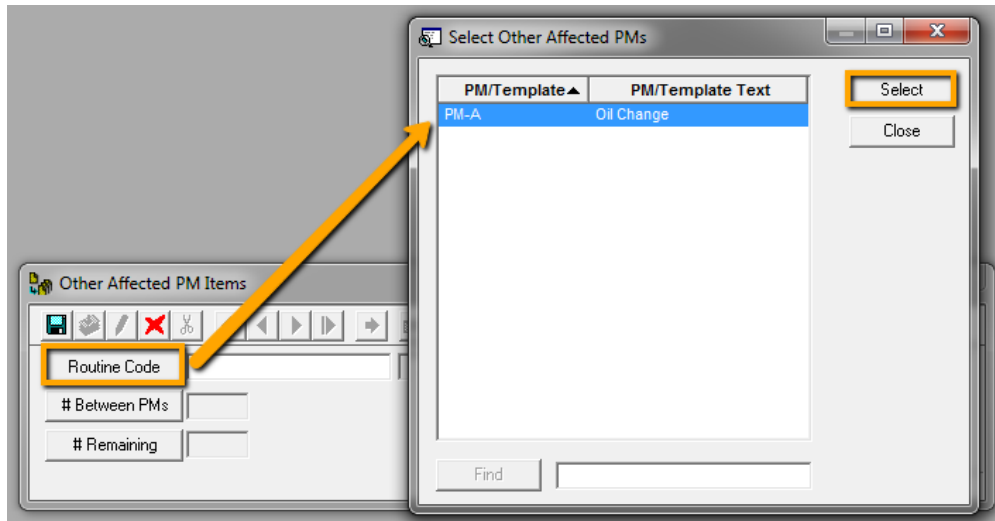 Select Other Affected PMs
PM/Template PM/Template Text
PM-A Oil Change
Select
Close
Find
Other Affected PM Items
Routine Code
# Between PMs
# Remaining